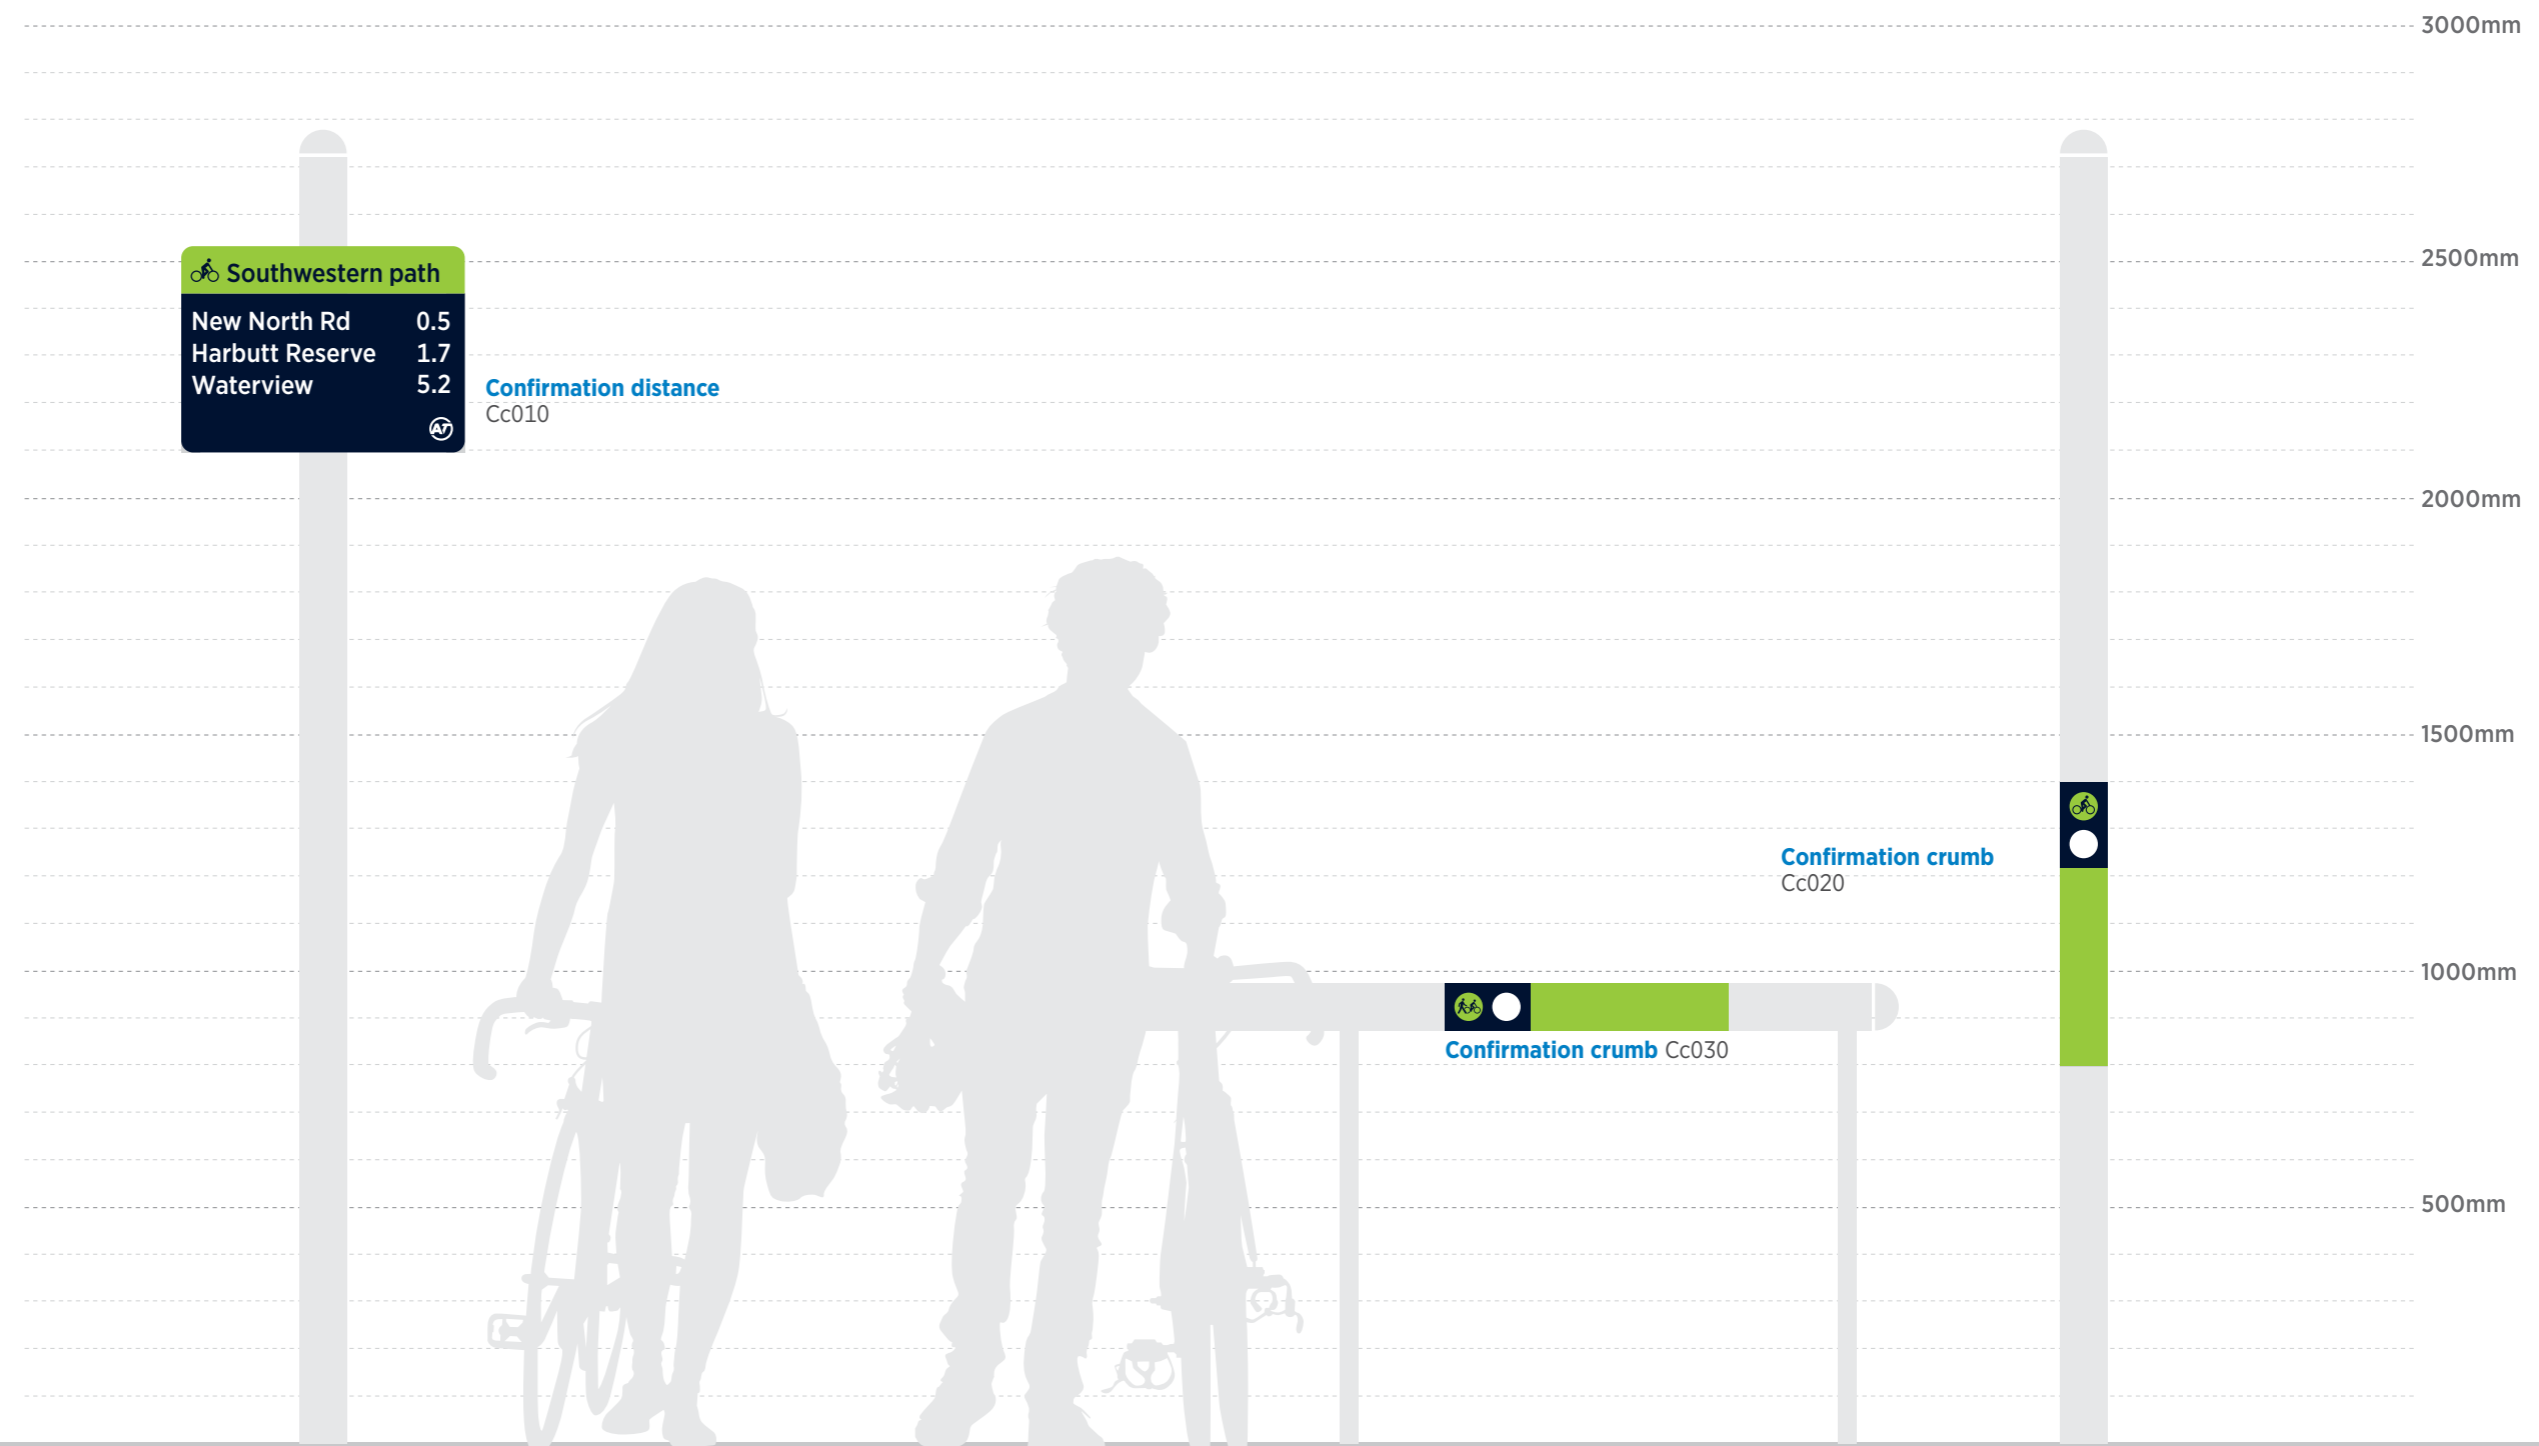 3000mm
2500mm
Southwestern path
New North Rd 0.5
Harbutt Reserve 1.7
Waterview 5.2
AT
Confirmation distance
Cc010
2000mm
1500mm
Confirmation crumb
Cc020
1000mm
Confirmation crumb Cc030
500mm